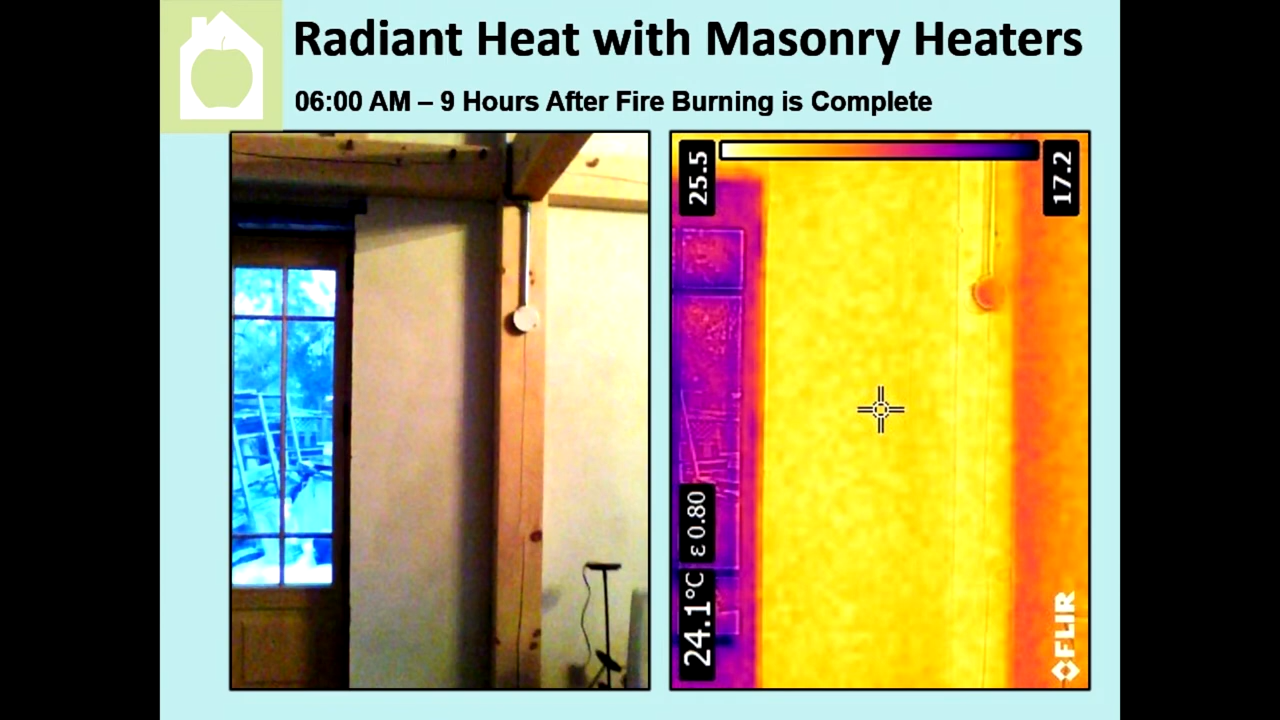 Radiant Heat with Masonry Heaters
06:00 AM – 9 Hours After Fire Burning is Complete
25.5
17.2
24.1°C ε 0.80
FLIR